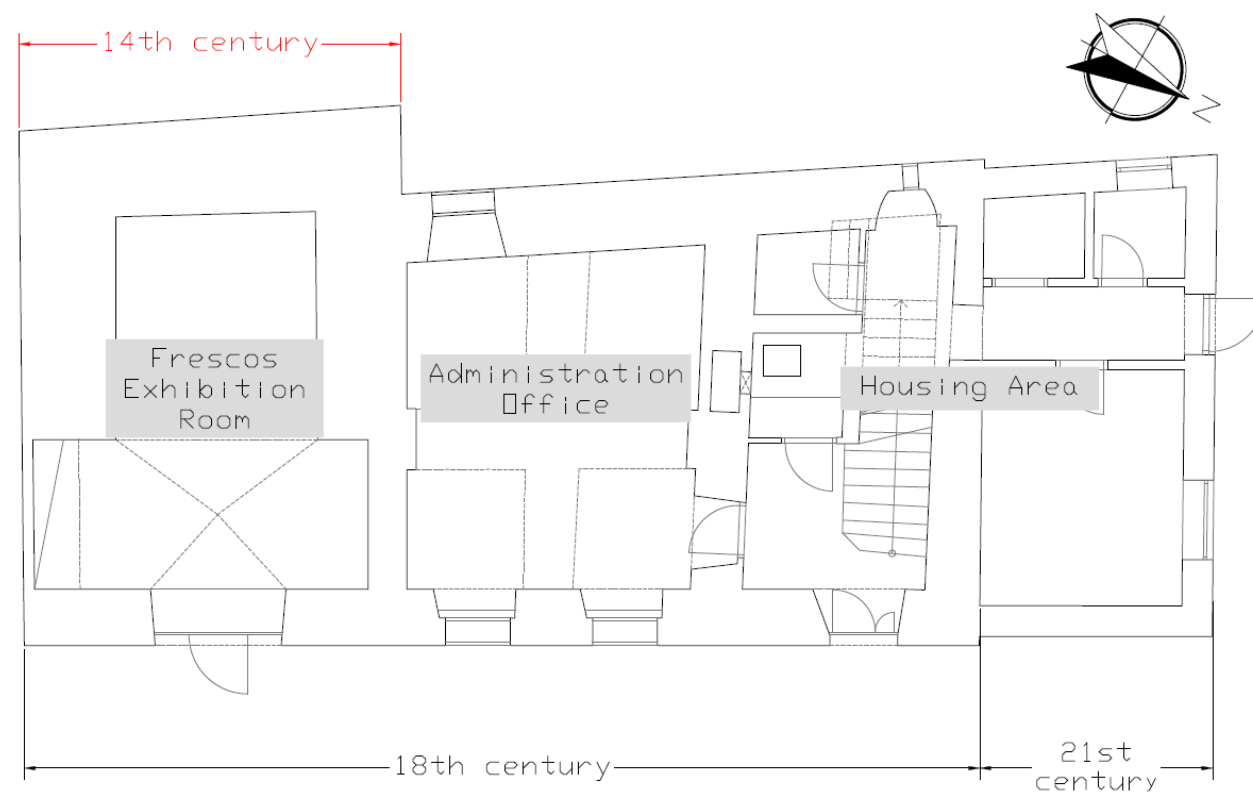 14th century
N
Frescos
Exhibition
Room
Administration
Office
Housing Area
18th century
21st
century